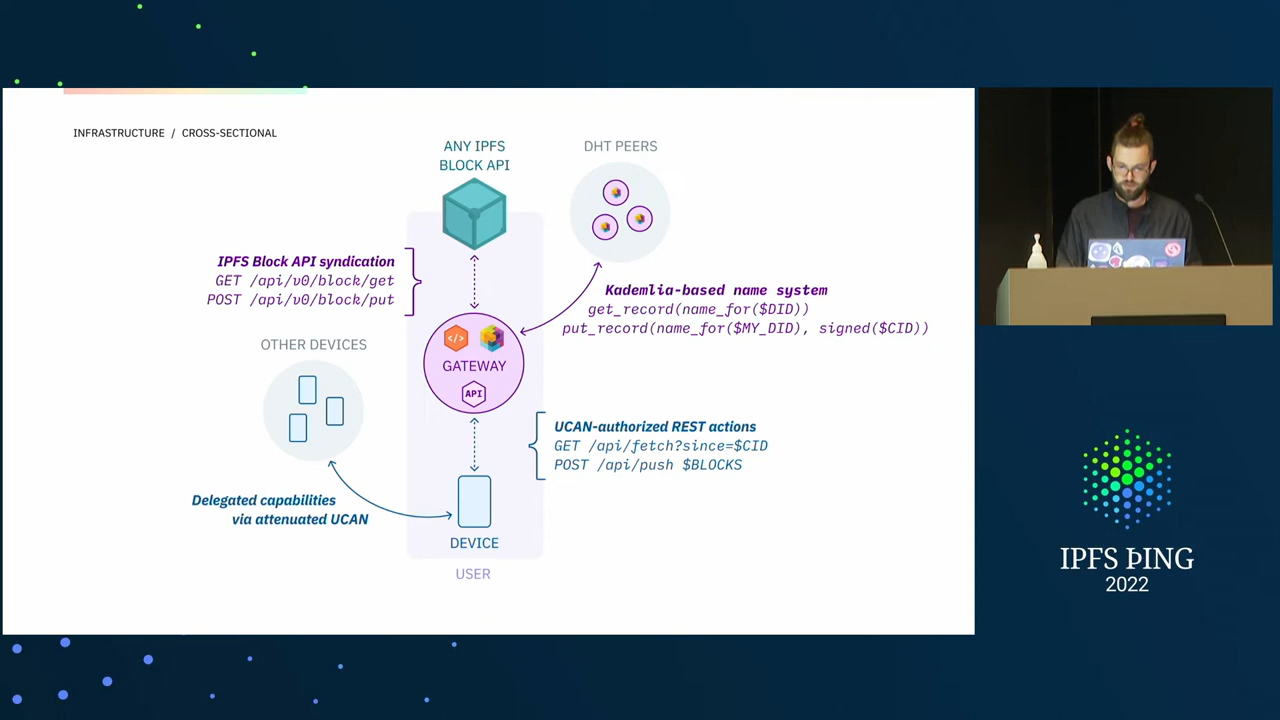 INFRASTRUCTURE / CROSS-SECTIONAL
ANY IPFS
BLOCK API
DHT PEERS
IPFS Block API syndication
GET /api/v0/block/get
POST /api/v0/block/put
Kademlia-based name system
get_record(name_for($DID))
put_record(name_for($MY_DID), signed($CID))
OTHER DEVICES
</>
GATEWAY
API
UCAN-authorized REST actions
GET /api/fetch?since=$CID
POST /api/push $BLOCKS
Delegated capabilities
via attenuated UCAN
DEVICE
USER
IPFS ÞING
2022